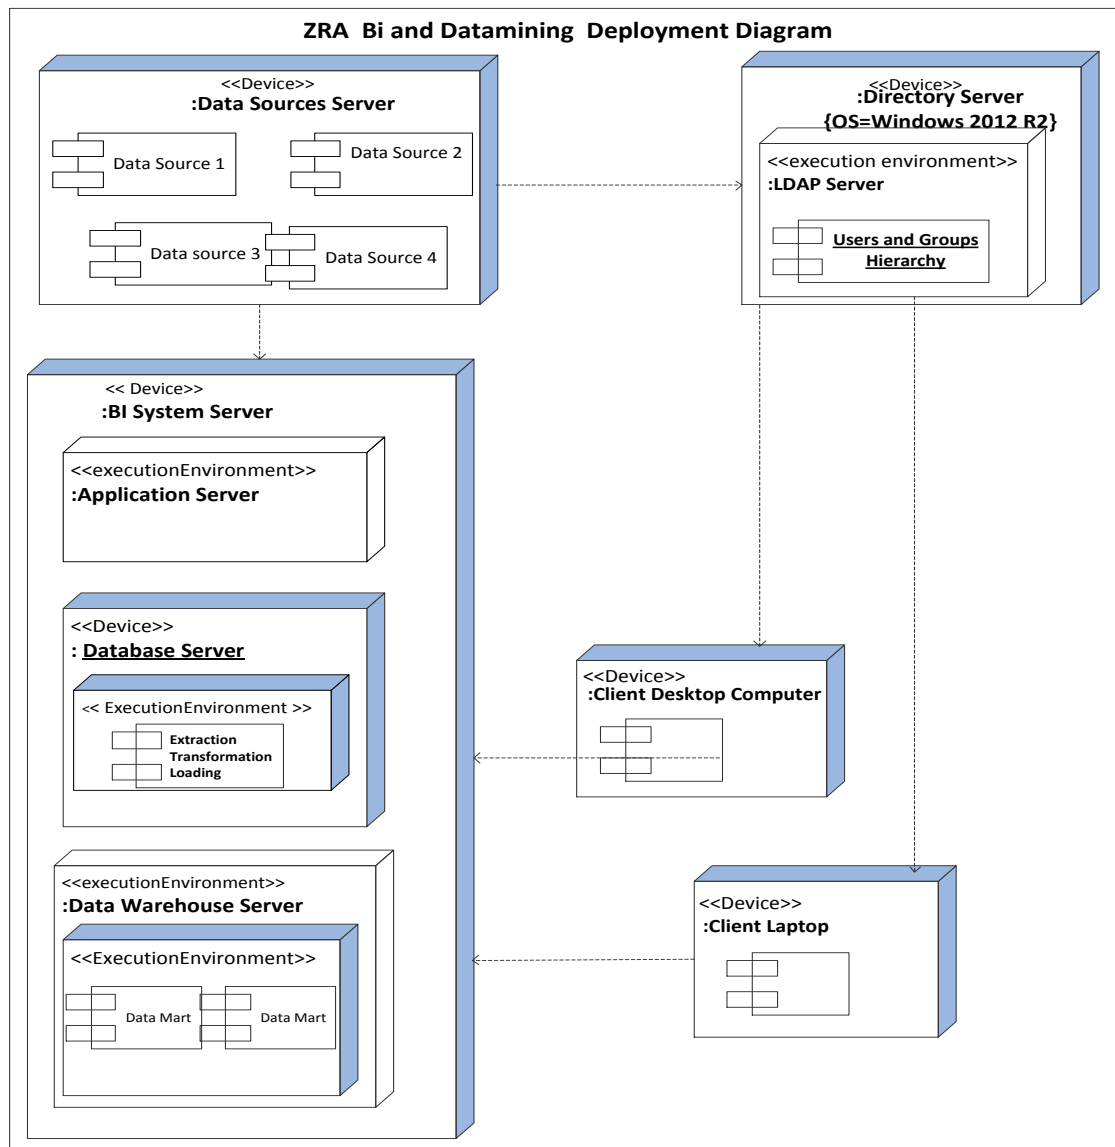 ZRA Bi and Datamining Deployment Diagram
<<Device>>
:Data Sources Server
Data Source 1
Data Source 2
Data source 3
Data Source 4
<<Device>>
:Directory Server
{OS=Windows 2012 R2}
<<execution environment>>
:LDAP Server
Users and Groups
Hierarchy
<< Device>>
:BI System Server
<<executionEnvironment>>
:Application Server
<<Device>>
: Database Server
<< ExecutionEnvironment >>
Extraction
Transformation
Loading
<<executionEnvironment>>
:Data Warehouse Server
<<ExecutionEnvironment>>
Data Mart
Data Mart
<<Device>>
:Client Desktop Computer
<<Device>>
:Client Laptop